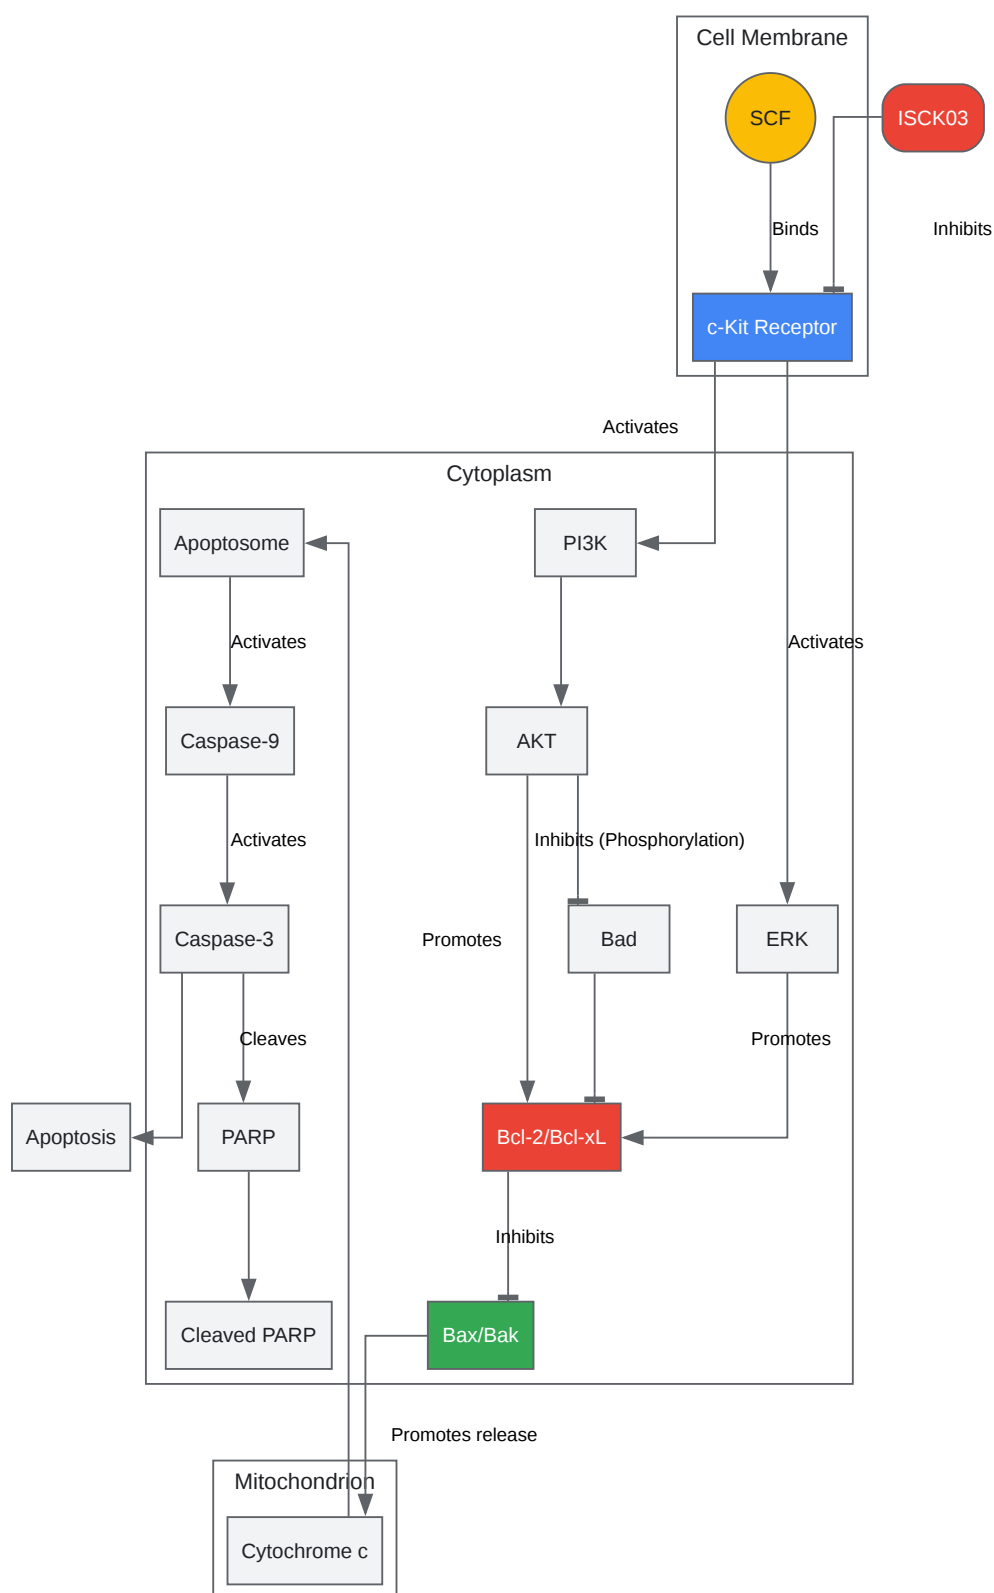 Cell Membrane
SCF
ISCK03
Binds
Inhibits
c-Kit Receptor
Activates
Cytoplasm
Apoptosome
PI3K
Activates
Activates
Caspase-9
AKT
Activates
Inhibits (Phosphorylation)
Caspase-3
Promotes
Bad
ERK
Cleaves
Promotes
Apoptosis
PARP
Bcl-2/Bcl-xL
Inhibits
Cleaved PARP
Bax/Bak
Promotes release
Mitochondrion
Cytochrome c